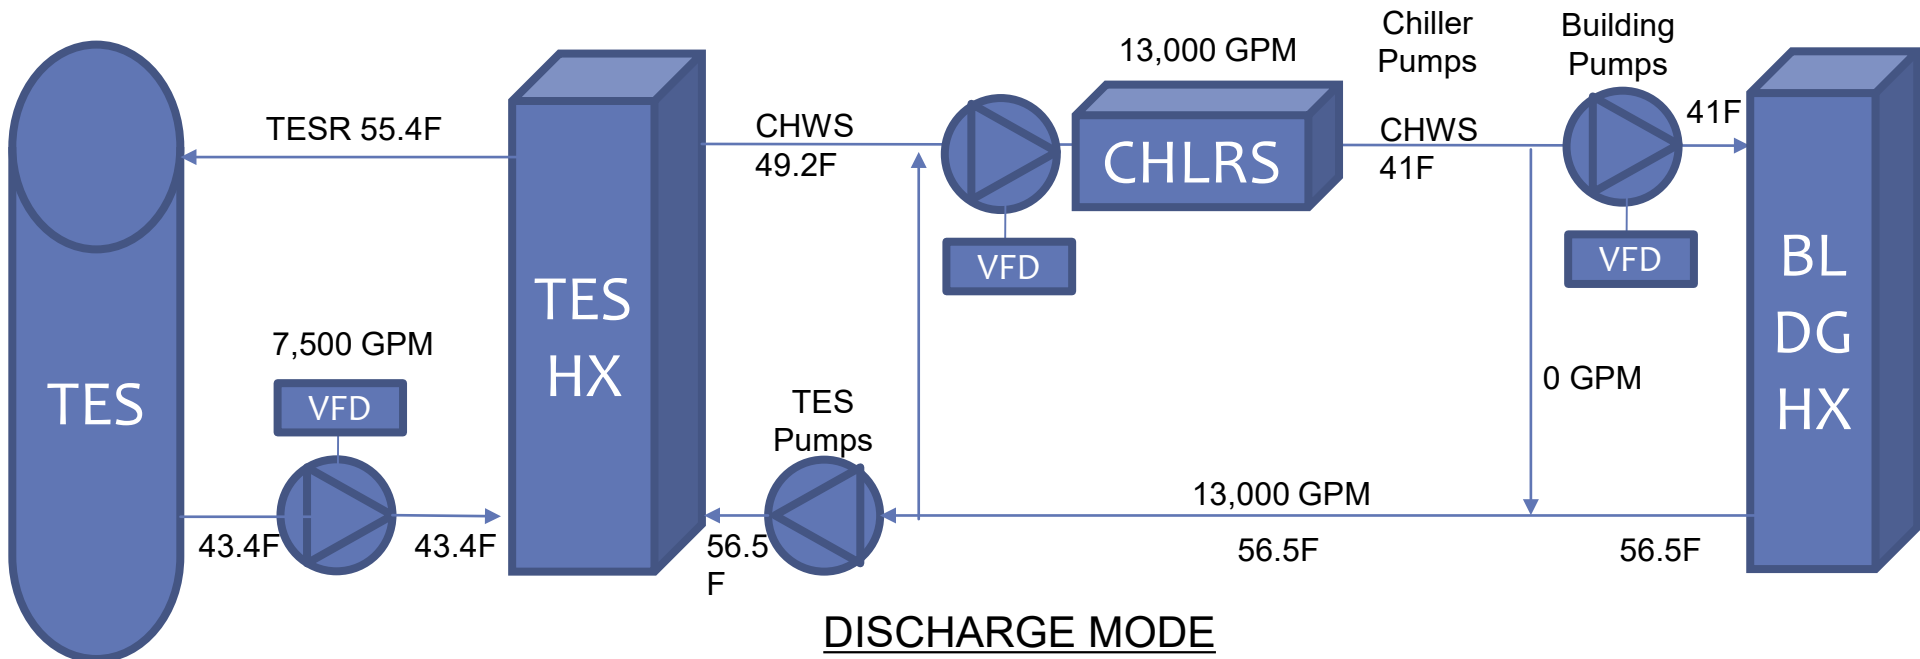 Chiller
Pumps
Building
Pumps
13,000 GPM
TESR 55.4F
CHWS
49.2F
CHLRS
CHWS
41F
41F
VFD
VFD
TES
HX
BL
DG
HX
7,500 GPM
VFD
TES
0 GPM
TES
Pumps
13,000 GPM
43.4F
43.4F
56.5
F
56.5F
56.5F
DISCHARGE MODE